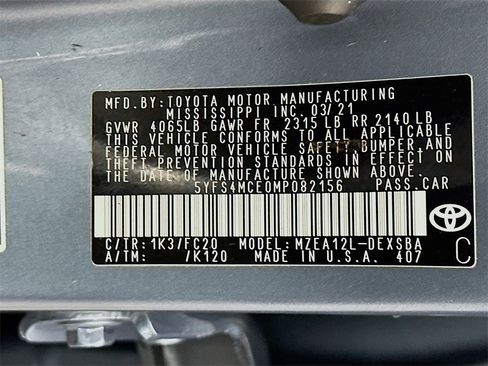 MFD.BY:TOYOTA MOTOR MANUFACTURING
MISSISSIPPI INC. 03/21
GVWR 4065LB GAWR FR 2315 LB RR 2140 LB
THIS VEHICLE CONFORMS TO ALL APPLICABLE
FEDERAL MOTOR VEHICLE SAFETY BUMPER, AND
THEFT PREVENTION STANDARDS IN EFFECT ON
THE DATE OF MANUFACTURE SHOWN ABOVE.
5YFS4MCE0MP082156 PASS.CAR
C/TR:1K3/FC20 MODEL:MZEA12L-DEXSBA
A/TM: /K120 MADE IN U.S.A. 407
C